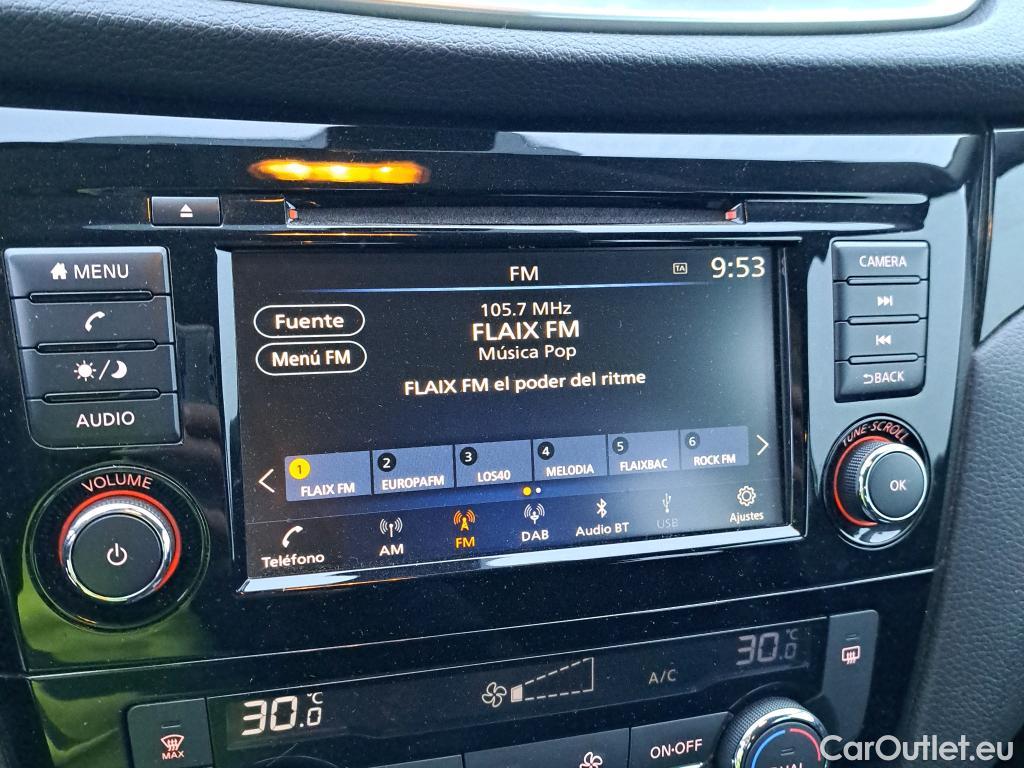 MENU
AUDIO
VOLUME
FM
TA
9:53
Fuente
Menú FM
105.7 MHz
FLAIX FM
Música Pop
FLAIX FM el poder del ritme
1 FLAIX FM
2 EUROPAFM
3 LOS40
4 MELODIA
5 FLAIXBAC
6 ROCK FM
Teléfono
AM
FM
DAB
Audio BT
USB
Ajustes
CAMERA
BACK
TUNE·SCROLL
OK
30.0 °C
A/C
30.0 °C
MAX
ON·OFF
DUAL
CarOutlet.eu